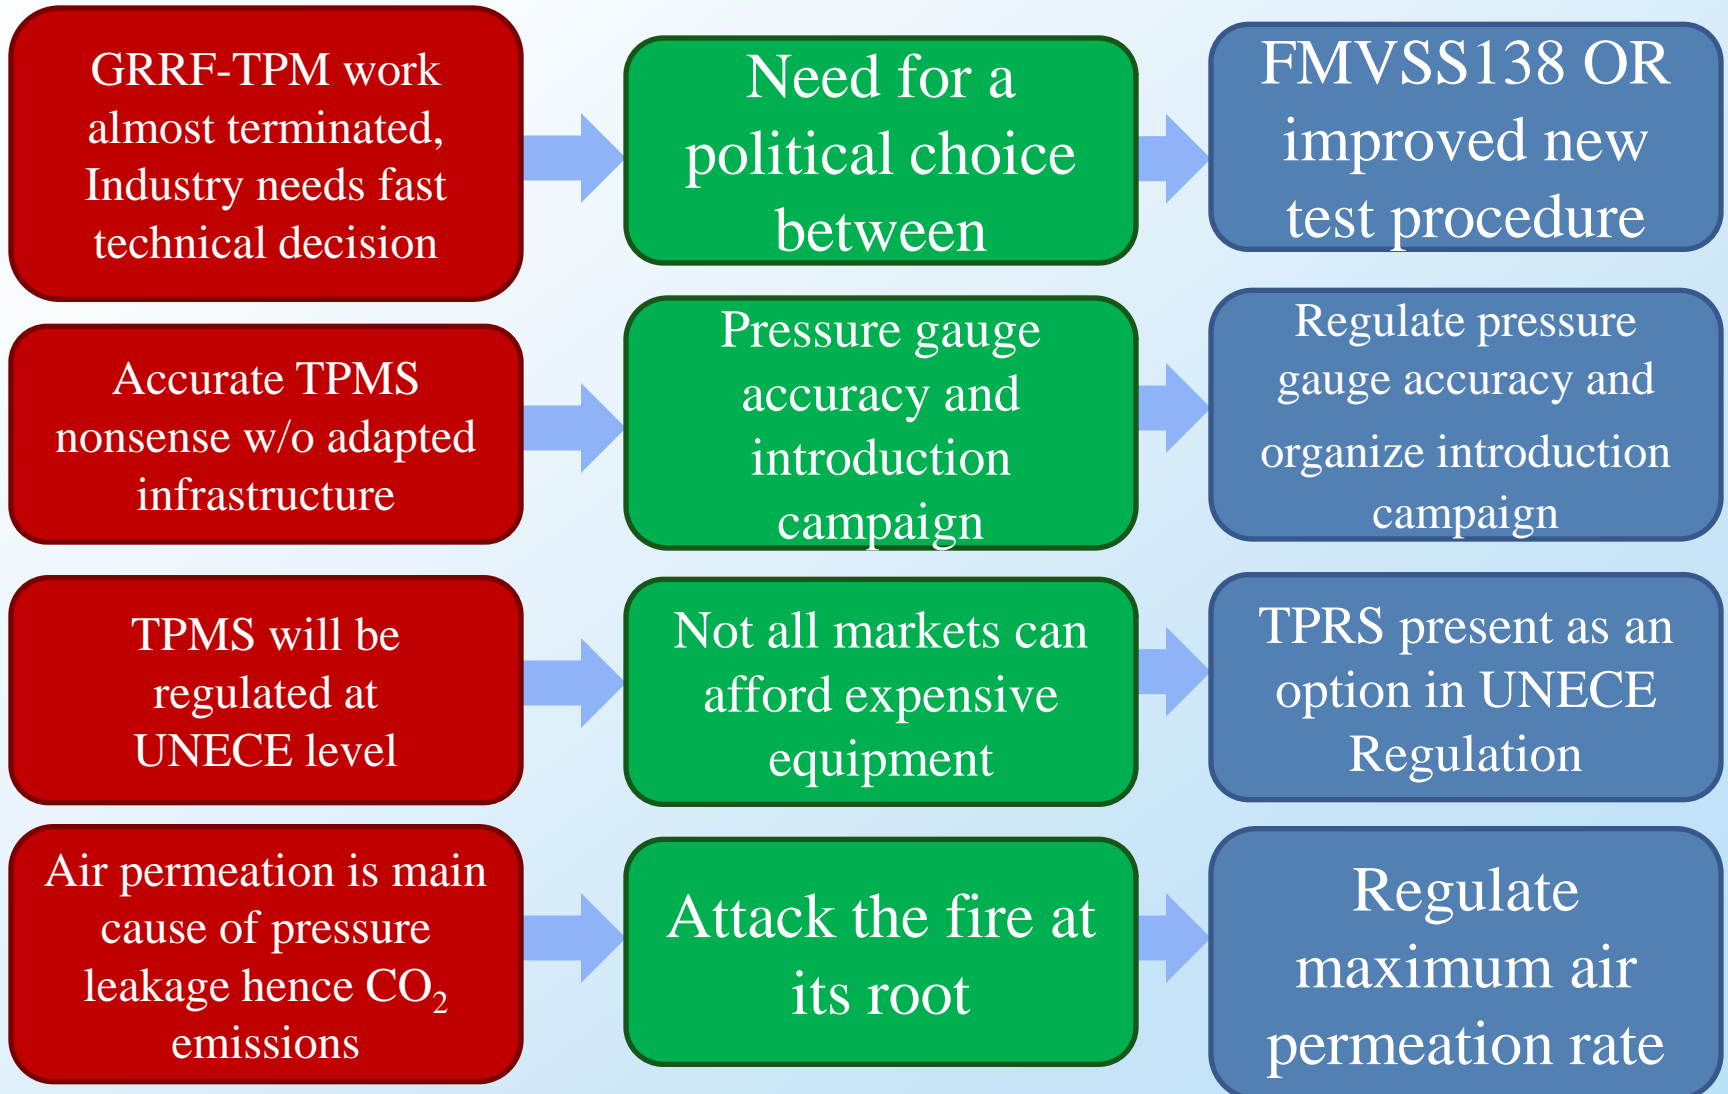 GRRF-TPM work
almost terminated,
Industry needs fast
technical decision
Need for a
political choice
between
FMVSS138 OR
improved new
test procedure
Accurate TPMS
nonsense w/o adapted
infrastructure
Pressure gauge
accuracy and
introduction
campaign
Regulate pressure
gauge accuracy and
organize introduction
campaign
TPMS will be
regulated at
UNECE level
Not all markets can
afford expensive
equipment
TPRS present as an
option in UNECE
Regulation
Air permeation is main
cause of pressure
leakage hence CO₂
emissions
Attack the fire at
its root
Regulate
maximum air
permeation rate